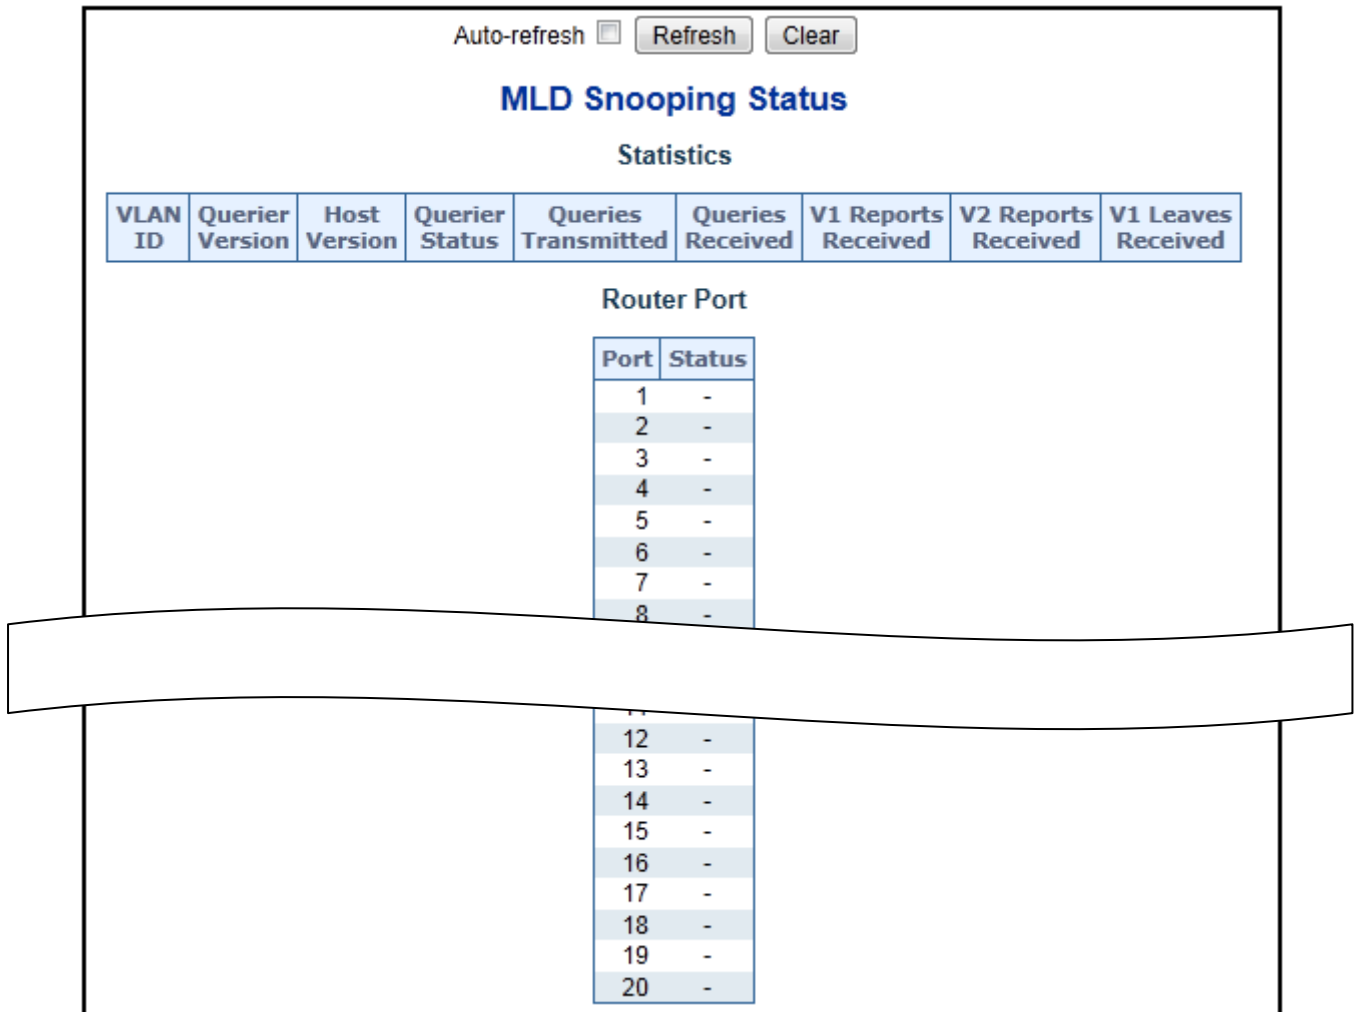 Auto-refresh Refresh Clear
MLD Snooping Status
Statistics
VLAN ID Querier Version Host Version Querier Status Queries Transmitted Queries Received V1 Reports Received V2 Reports Received V1 Leaves Received
Router Port
Port Status
1 -
2 -
3 -
4 -
5 -
6 -
7 -
8 -
12 -
13 -
14 -
15 -
16 -
17 -
18 -
19 -
20 -